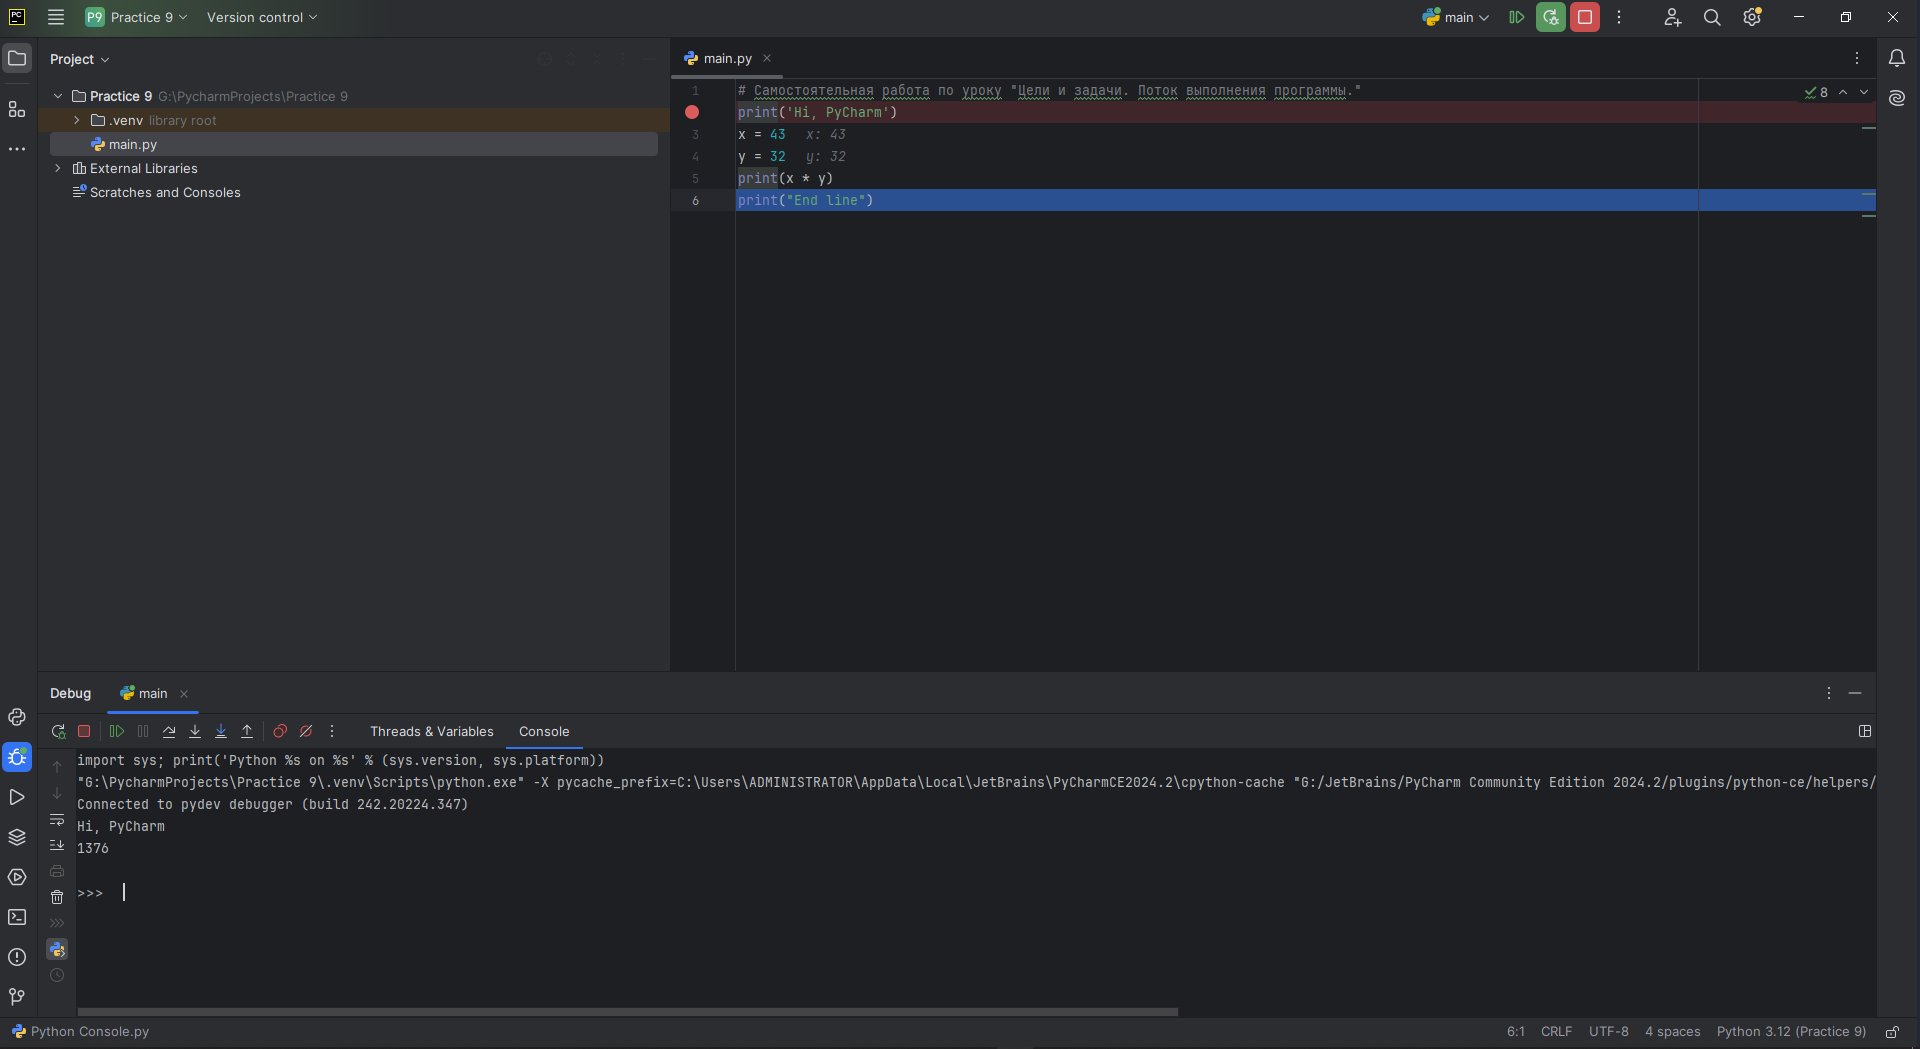 PC
P9 Practice 9
Version control
main
Project
Practice 9 G:\PycharmProjects\Practice 9
.venv library root
main.py
External Libraries
Scratches and Consoles
main.py
8
1 # Самостоятельная работа по уроку "Цели и задачи. Поток выполнения программы."
print('Hi, PyCharm')
3 x = 43 x: 43
4 y = 32 y: 32
5 print(x * y)
6 print("End line")
Debug
main
Threads & Variables
Console
import sys; print('Python %s on %s' % (sys.version, sys.platform))
"G:\PycharmProjects\Practice 9\.venv\Scripts\python.exe" -X pycache_prefix=C:\Users\ADMINISTRATOR\AppData\Local\JetBrains\PyCharmCE2024.2\cpython-cache "G:/JetBrains/PyCharm Community Edition 2024.2/plugins/python-ce/helpers/
Connected to pydev debugger (build 242.20224.347)
Hi, PyCharm
1376
>>>
Python Console.py
6:1 CRLF UTF-8 4 spaces Python 3.12 (Practice 9)